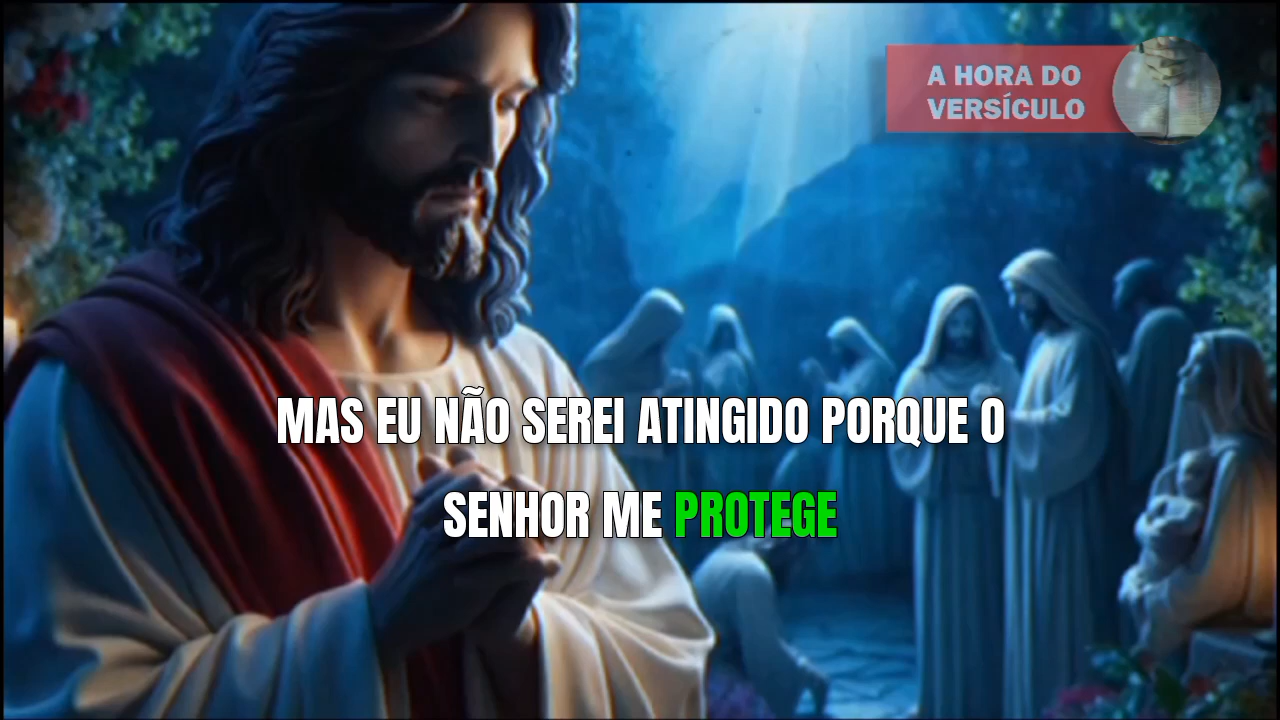 A HORA DO
VERSÍCULO
MAS EU NÃO SEREI ATINGIDO PORQUE O
SENHOR ME PROTEGE